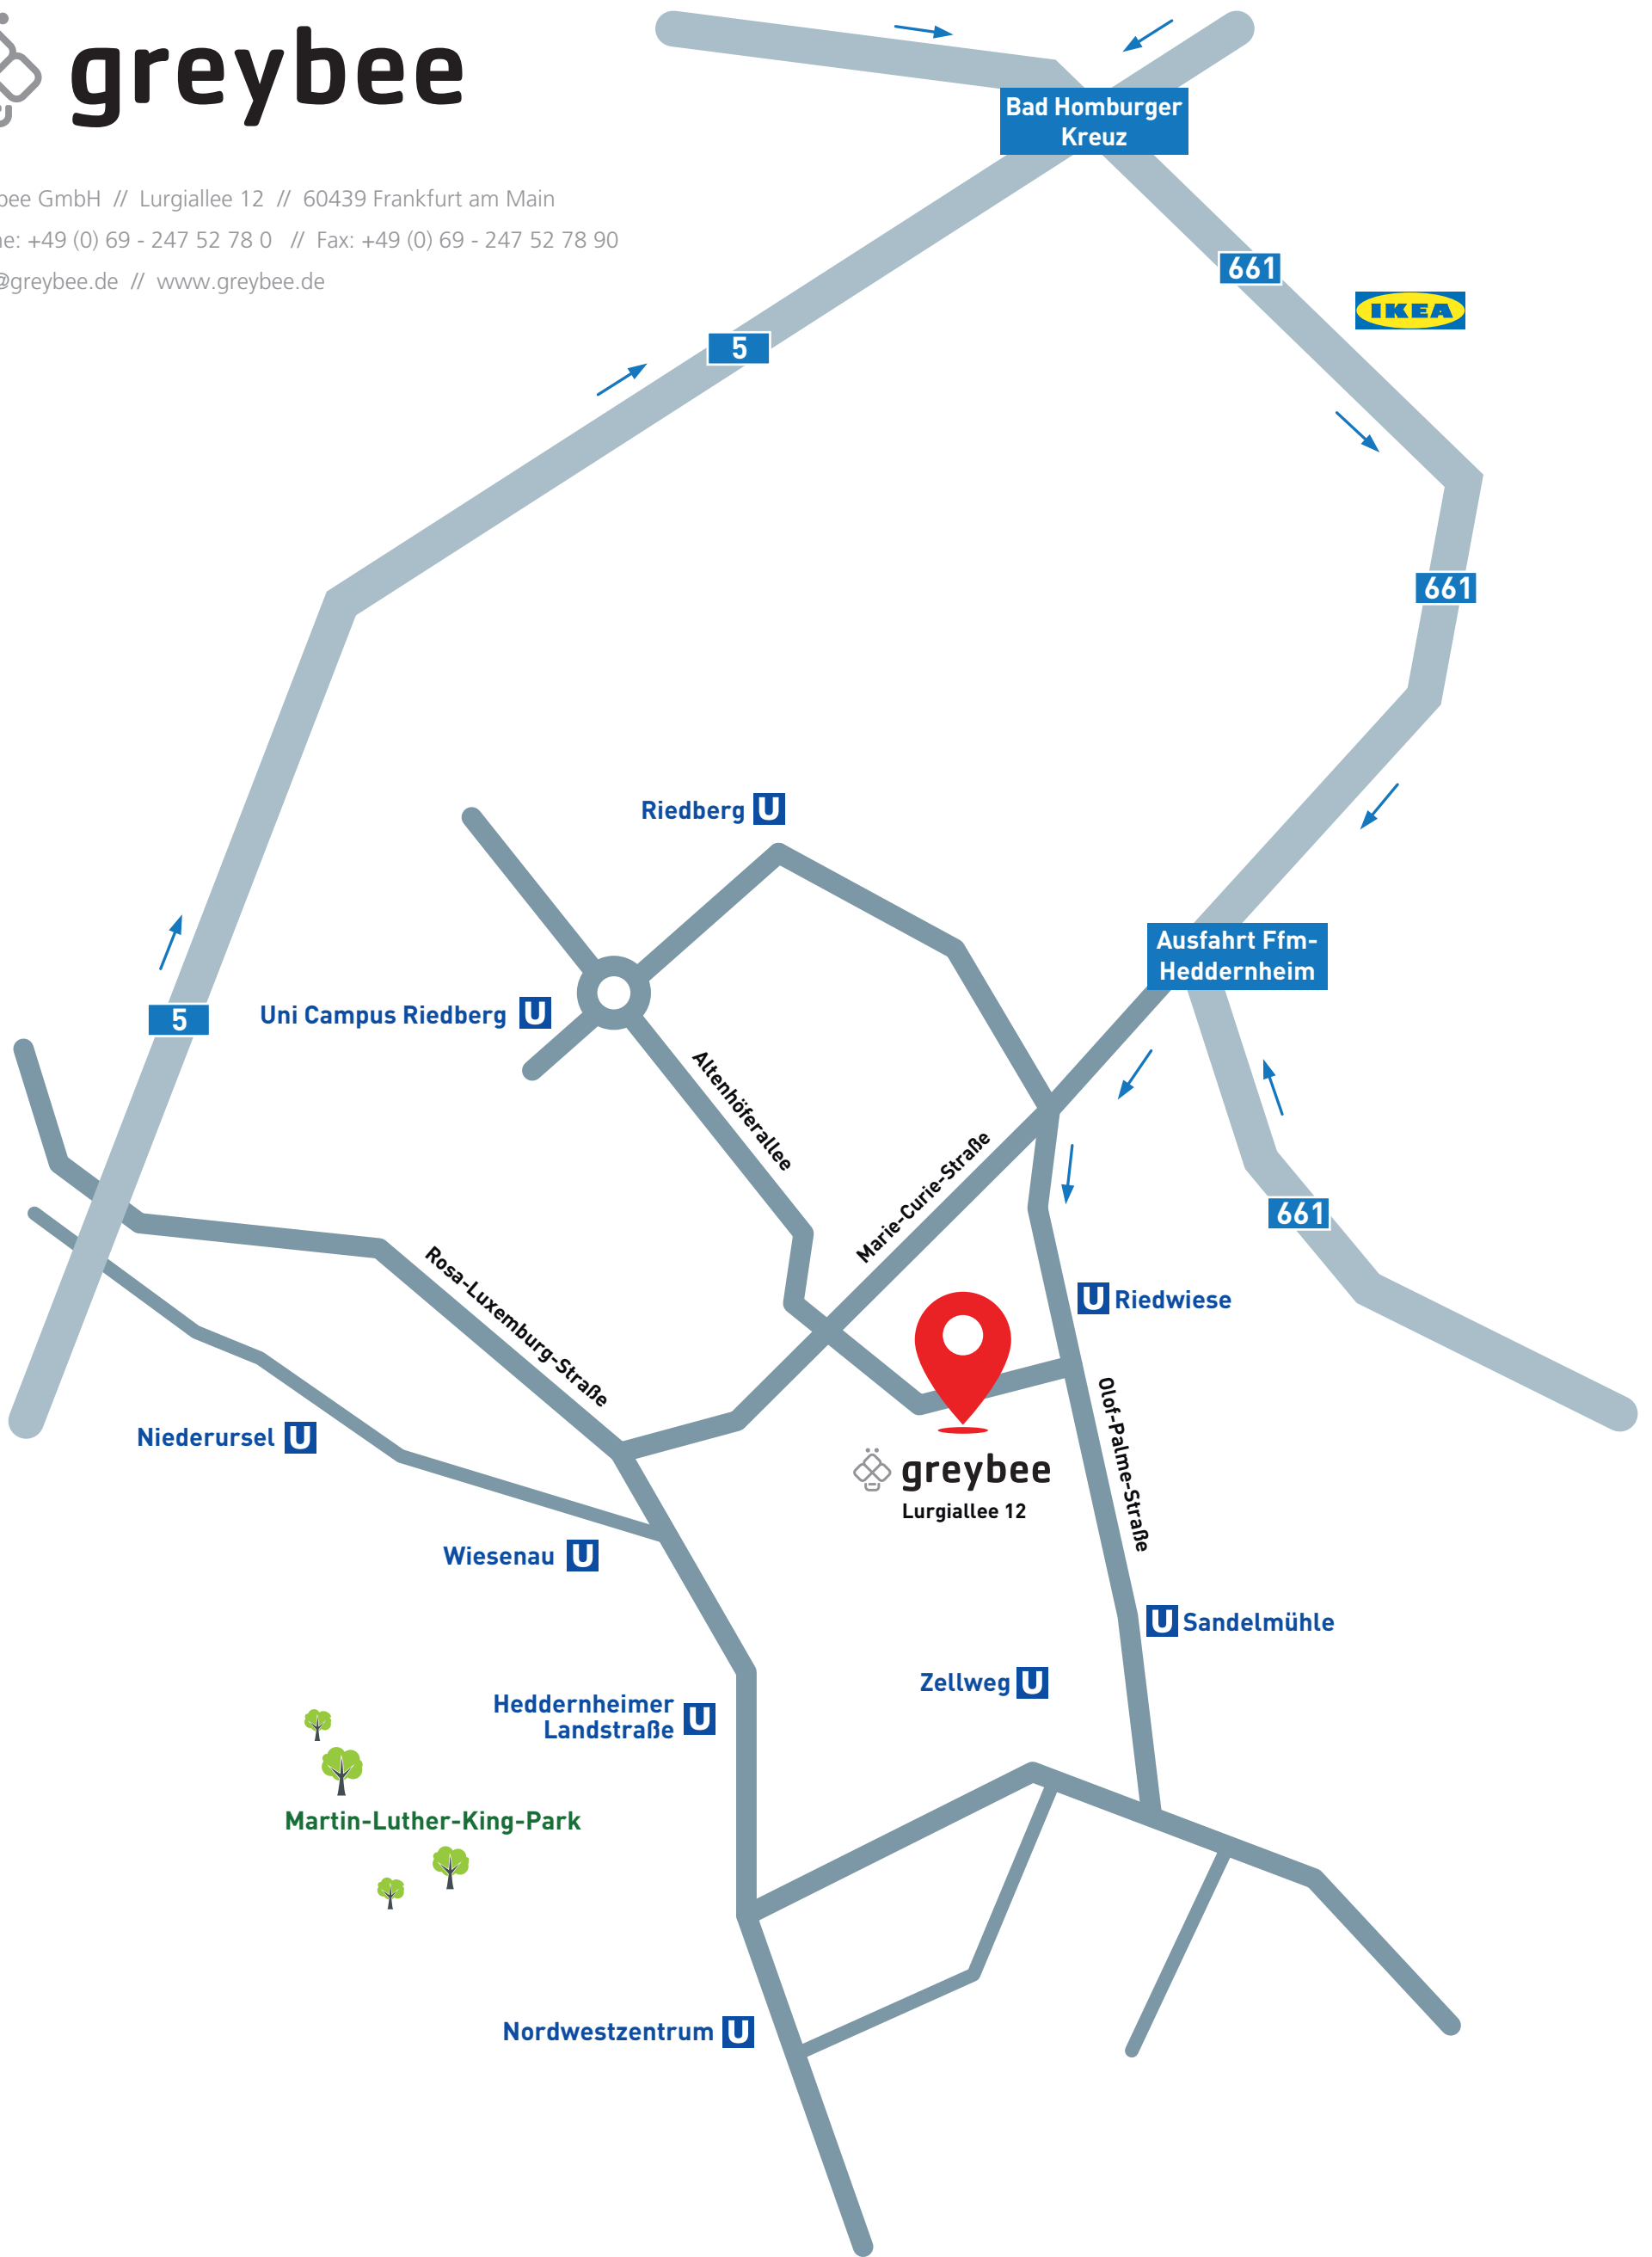 greybee
GmbH // Lurgiallee 12 // 60439 Frankfurt am Main
+49 (0) 69 - 247 52 78 0 // Fax: +49 (0) 69 - 247 52 78 90
@greybee.de // www.greybee.de
Bad Homburger
Kreuz
661
IKEA
5
661
Riedberg U
Ausfahrt Ffm-
Heddernheim
Uni Campus Riedberg U
5
Altenhöferallee
Marie-Curie-Straße
661
Rosa-Luxemburg-Straße
U Riedwiese
Niederursel U
Olof-Palme-Straße
greybee
Lurgiallee 12
Wiesenau U
U Sandelmühle
Zellweg U
Heddernheimer
Landstraße U
Martin-Luther-King-Park
Nordwestzentrum U